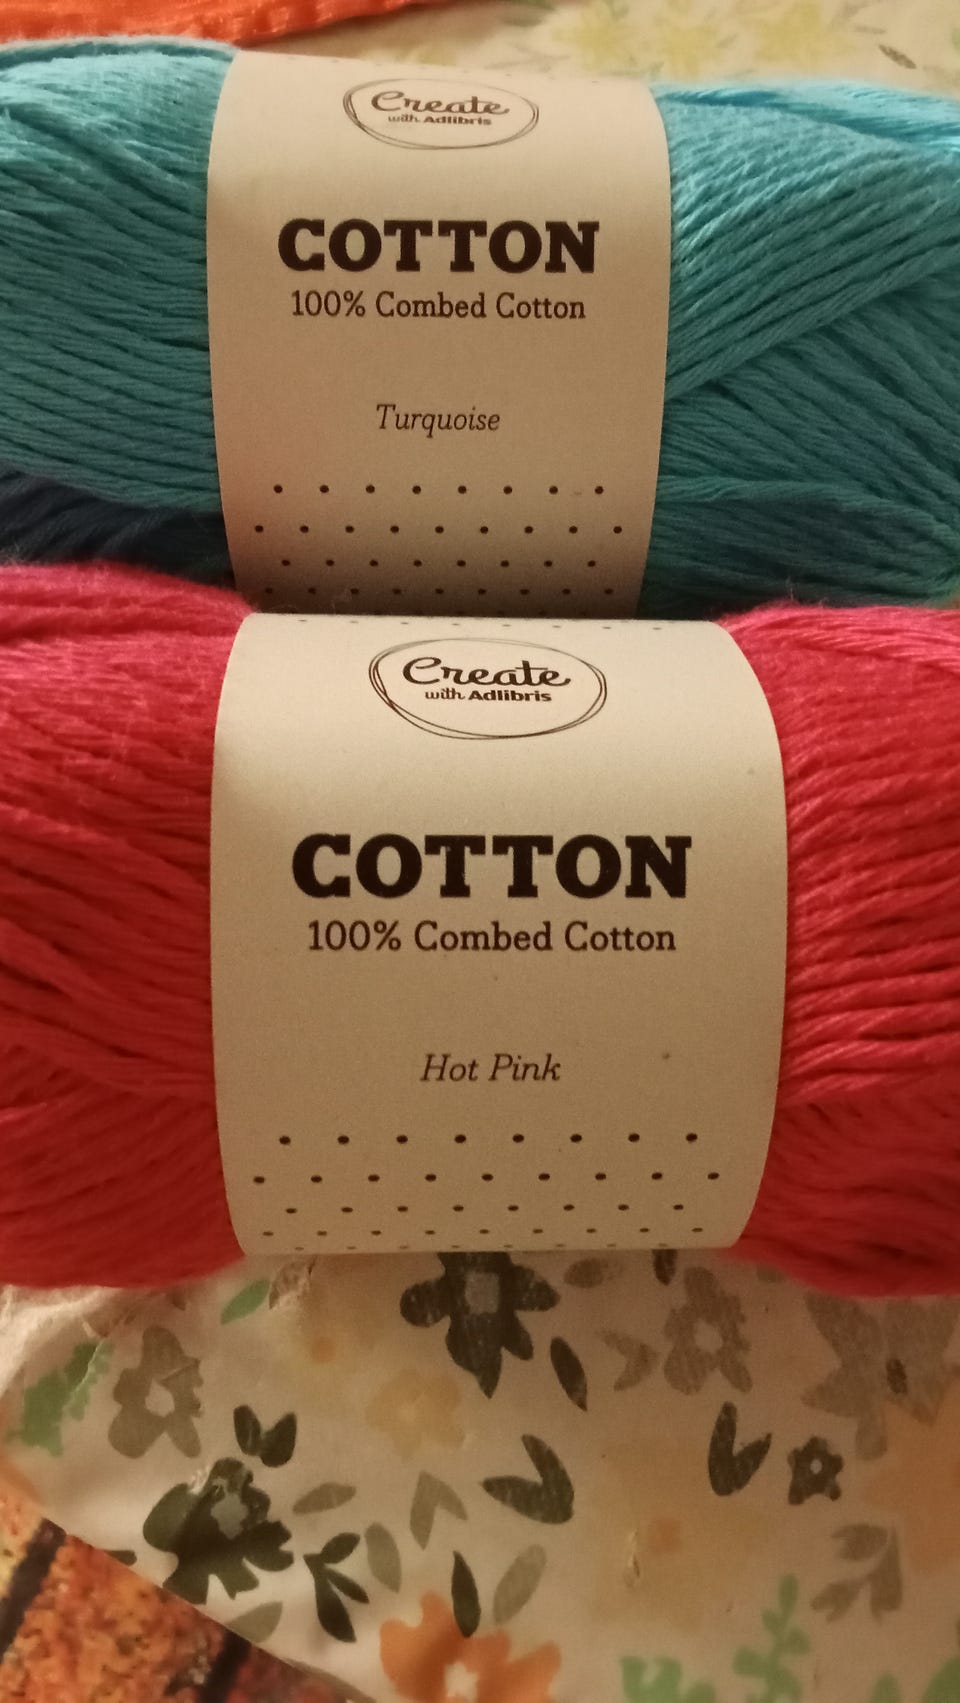 Create
with Adlibris
COTTON
100% Combed Cotton
Turquoise
Create
with Adlibris
COTTON
100% Combed Cotton
Hot Pink